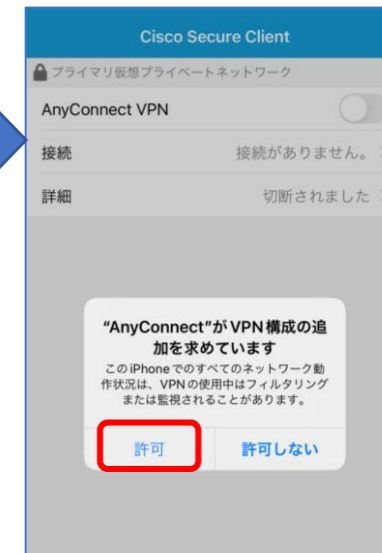 Cisco Secure Client
プライマリ仮想プライベートネットワーク
AnyConnect VPN
接続 接続がありません。
詳細 切断されました
“AnyConnect”がVPN構成の追
加を求めています
このiPhoneでのすべてのネットワーク動
作状況は、VPNの使用中はフィルタリング
または監視されることがあります。
許可 許可しない